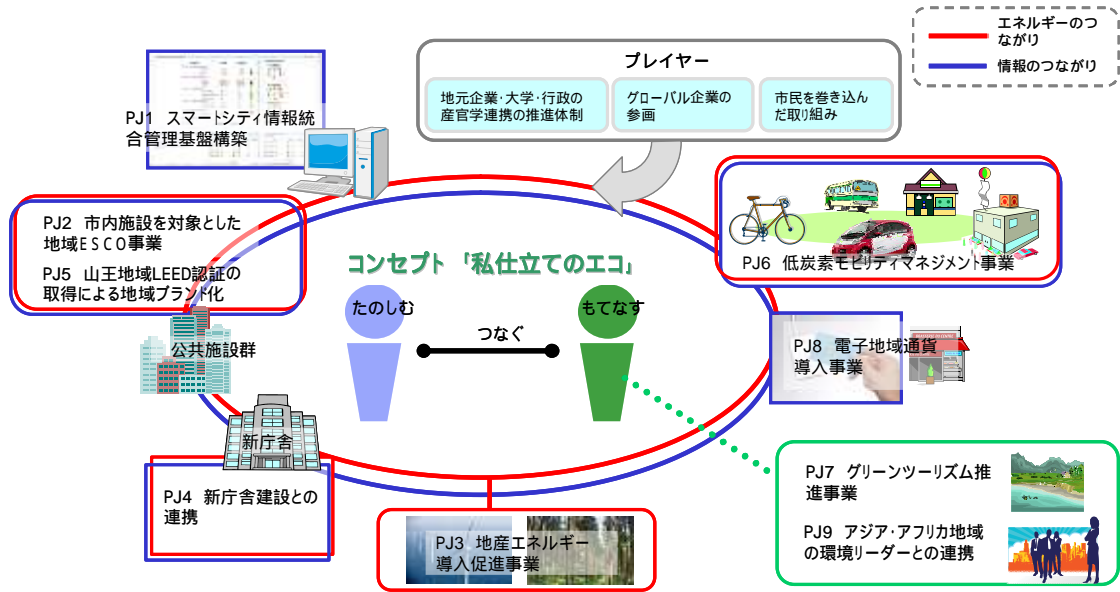 エネルギーのつ
ながり
情報のつながり
プレイヤー
地元企業・大学・行政の
産官学連携の推進体制
グローバル企業の
参画
市民を巻き込ん
だ取り組み
PJ1 スマートシティ情報統
合管理基盤構築
PJ2 市内施設を対象とした
地域ESCO事業
PJ5 山王地域LEED認証の
取得による地域ブランド化
コンセプト 「私仕立てのエコ」
たのしむ
もてなす
つなぐ
PJ6 低炭素モビリティマネジメント事業
公共施設群
PJ8 電子地域通貨
導入事業
新庁舎
PJ4 新庁舎建設との
連携
PJ3 地産エネルギー
導入促進事業
PJ7 グリーンツーリズム推
進事業
PJ9 アジア・アフリカ地域
の環境リーダーとの連携